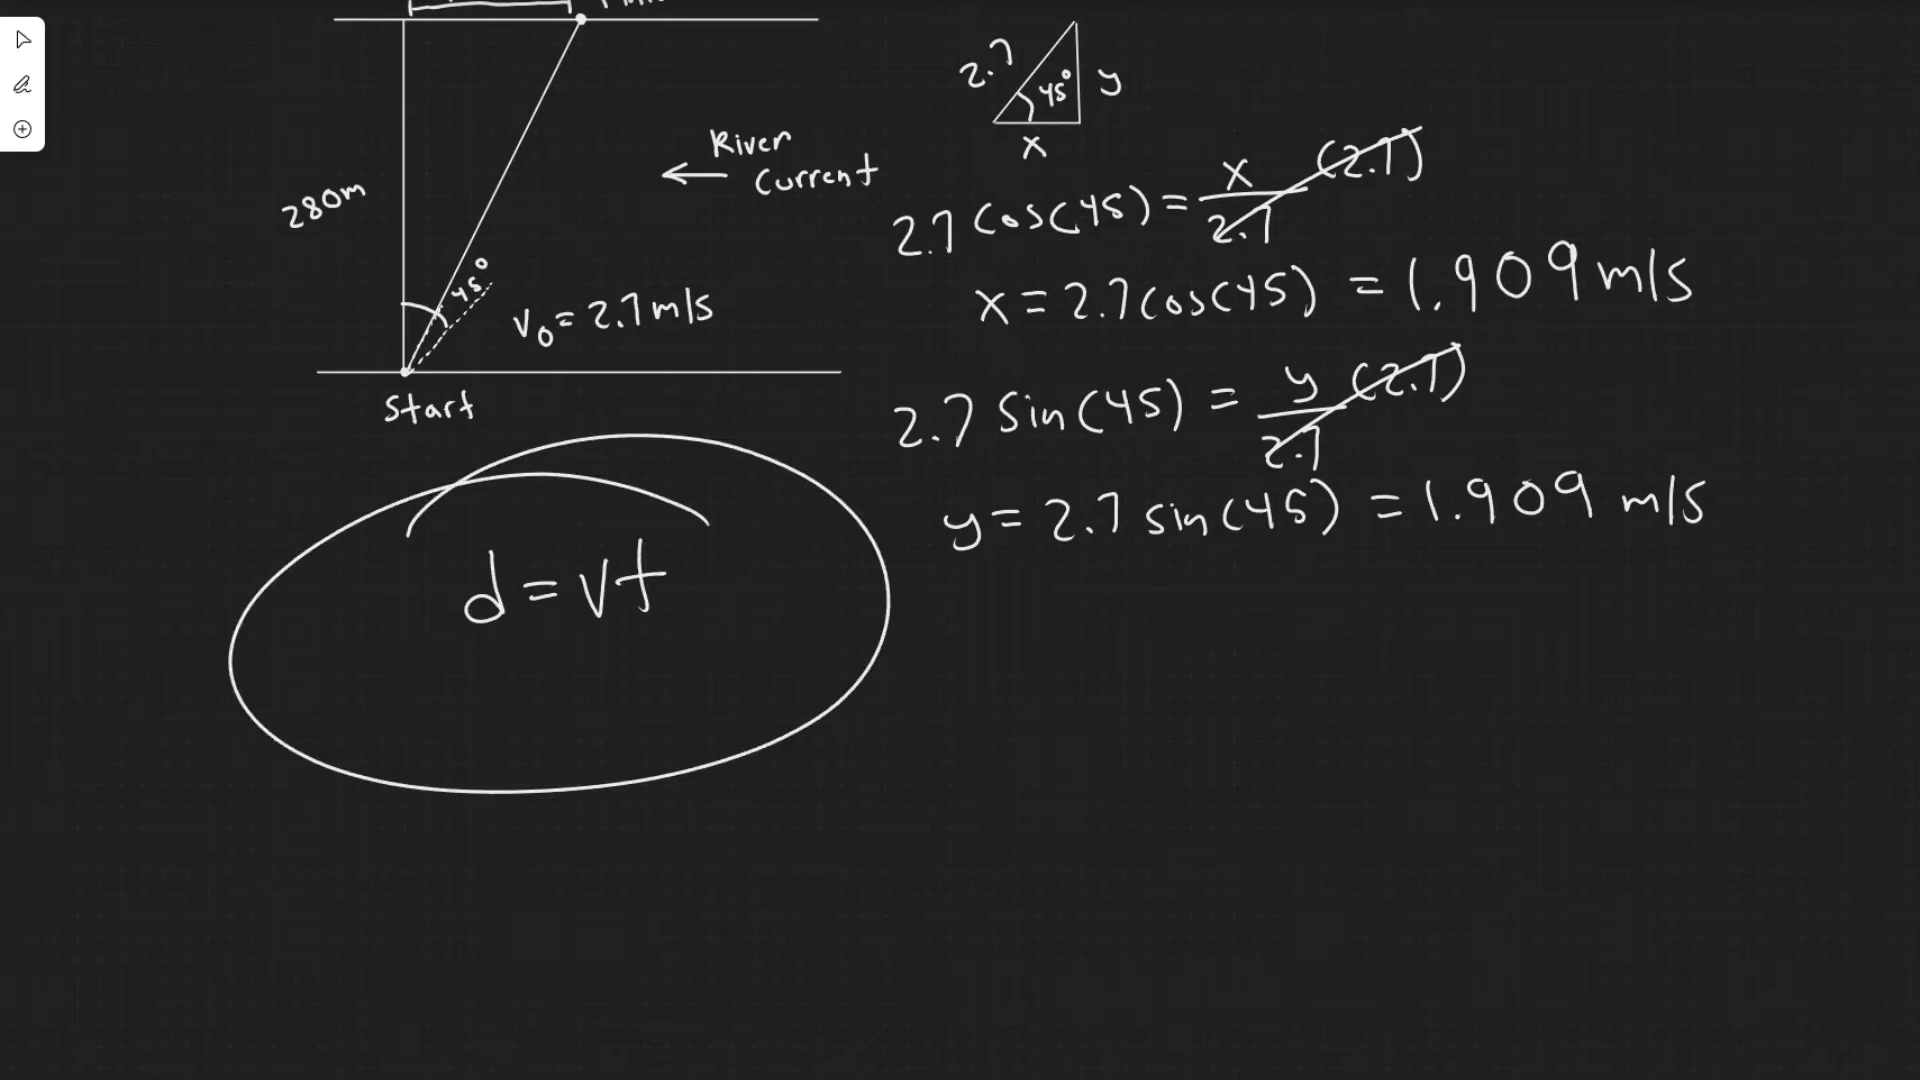 280m
45°
V₀ = 2.7 m/s
Start
River
Current
d = vt
2.7
45°
y
x
2.7 cos(45) = x/2.7 (2.7)
x = 2.7 cos(45) = 1.909 m/s
2.7 sin(45) = y/2.7 (2.7)
y = 2.7 sin(45) = 1.909 m/s